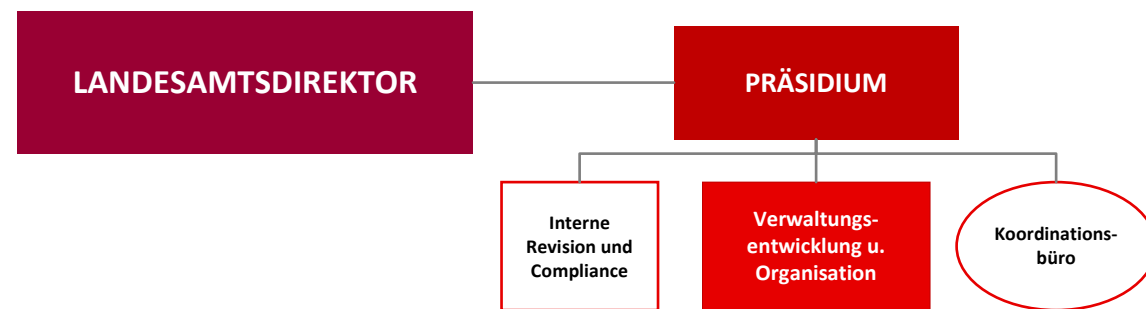 LANDESAMTSDIREKTOR
PRÄSIDIUM
Interne
Revision und
Compliance
Verwaltungs-
entwicklung u.
Organisation
Koordinations-
büro